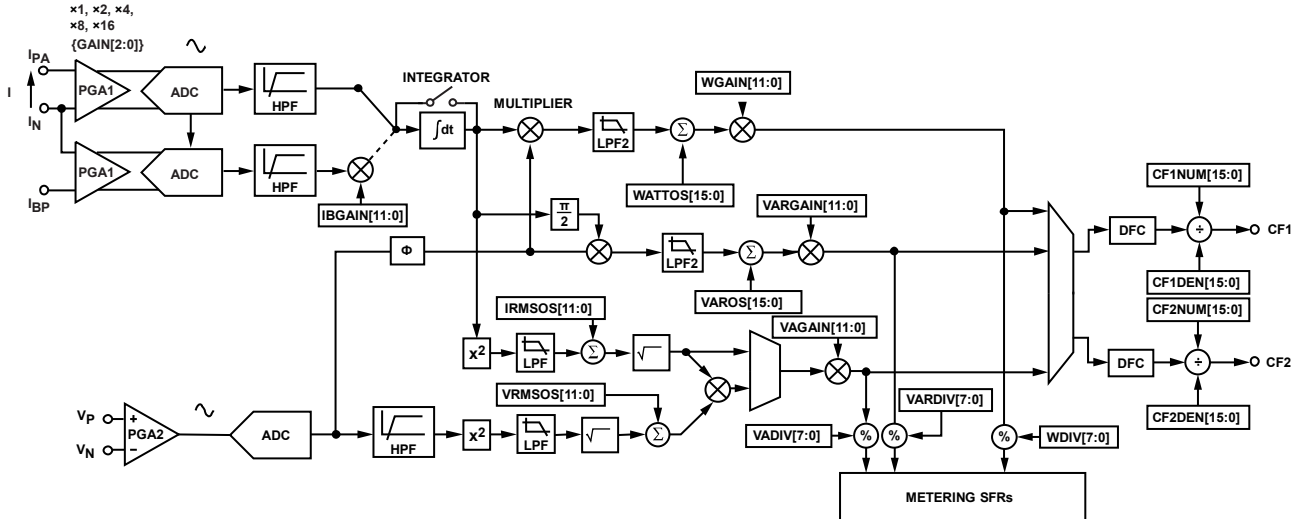 ×1, ×2, ×4,
×8, ×16
{GAIN[2:0]}
IPA
I
IN
IBP
PGA1
ADC
HPF
PGA1
ADC
HPF
IBGAIN[11:0]
INTEGRATOR
∫dt
MULTIPLIER
LPF2
Σ
WGAIN[11:0]
WATTOS[15:0]
π
2
Φ
LPF2
Σ
VARGAIN[11:0]
VAROS[15:0]
IRMSOS[11:0]
x2
LPF
Σ
√
VAGAIN[11:0]
VRMSOS[11:0]
VP
VN
+
−
PGA2
ADC
HPF
x2
LPF
√
Σ
VADIV[7:0]
%
%
VARDIV[7:0]
%
WDIV[7:0]
METERING SFRs
CF1NUM[15:0]
DFC
÷
CF1
CF1DEN[15:0]
CF2NUM[15:0]
DFC
÷
CF2
CF2DEN[15:0]